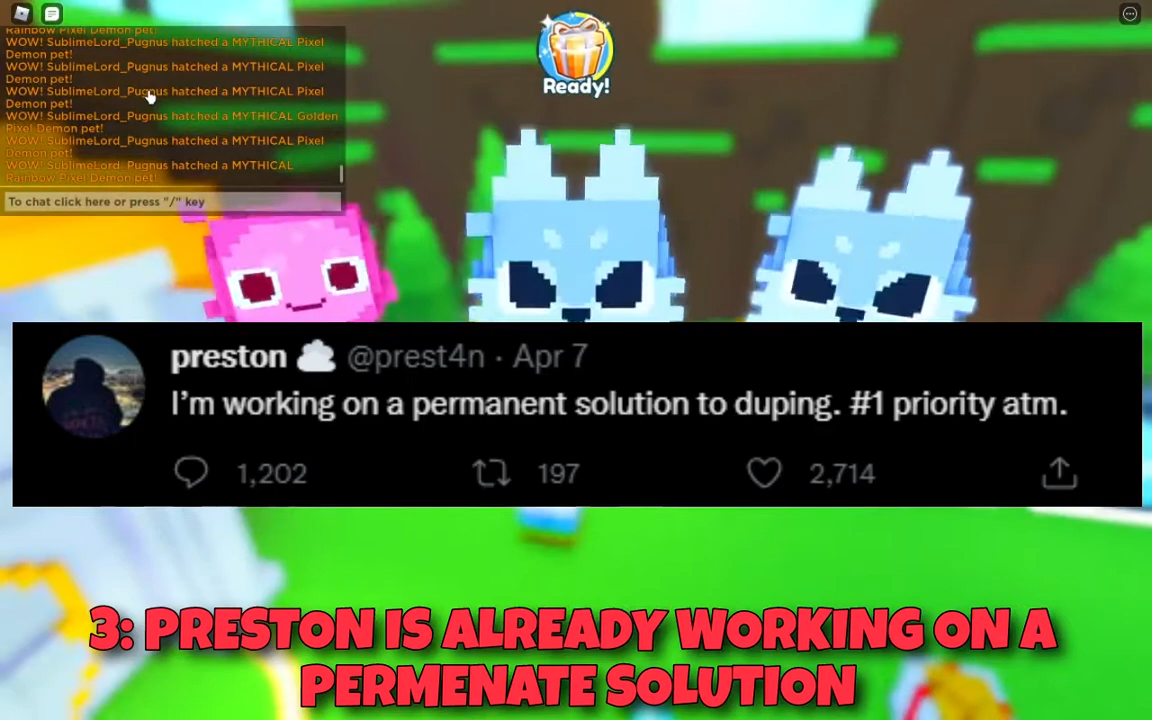 Rainbow Pixel Demon pet!
WOW! SublimeLord_Pugnus hatched a MYTHICAL Pixel
Demon pet!
WOW! SublimeLord_Pugnus hatched a MYTHICAL Pixel
Demon pet!
WOW! SublimeLord_Pugnus hatched a MYTHICAL Pixel
Demon pet!
WOW! SublimeLord_Pugnus hatched a MYTHICAL Golden
Pixel Demon pet!
WOW! SublimeLord_Pugnus hatched a MYTHICAL Pixel
Demon pet!
WOW! SublimeLord_Pugnus hatched a MYTHICAL
Rainbow Pixel Demon pet!
To chat click here or press "/" key
Ready!
preston @prest4n · Apr 7
I'm working on a permanent solution to duping. #1 priority atm.
1,202 197 2,714
3: PRESTON IS ALREADY WORKING ON A
PERMENATE SOLUTION